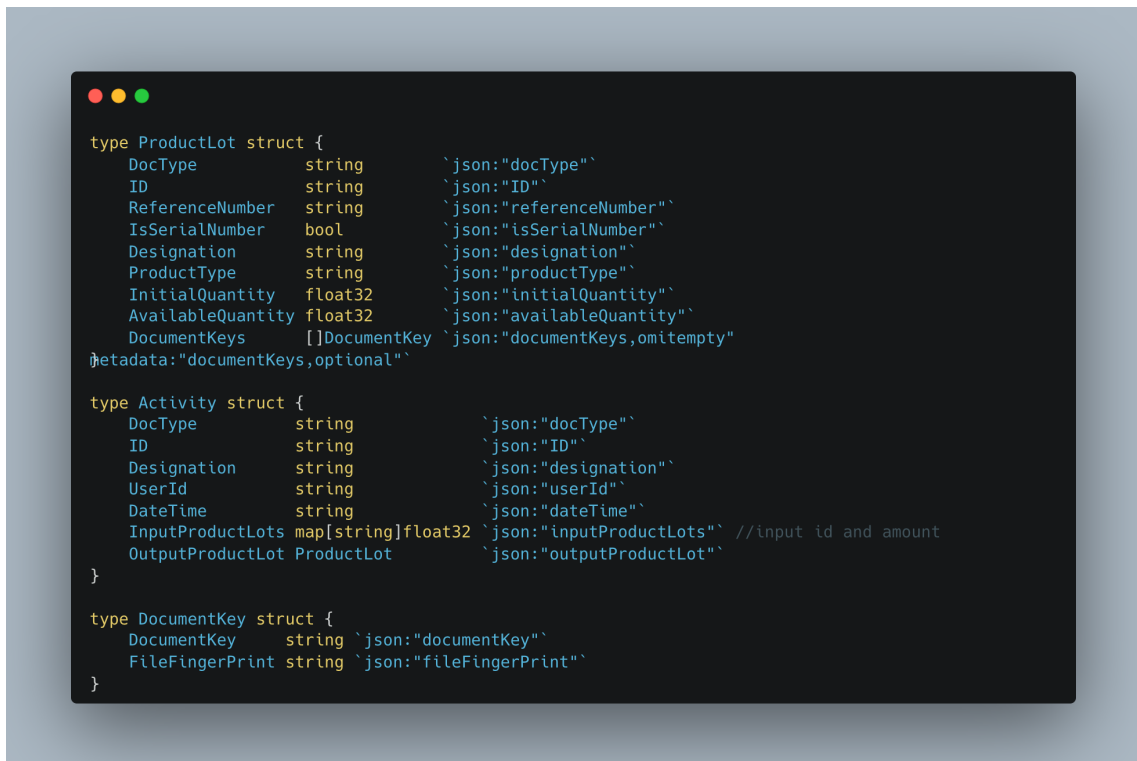 type ProductLot struct {
    DocType           string        `json:"docType"`
    ID                string        `json:"ID"`
    ReferenceNumber   string        `json:"referenceNumber"`
    IsSerialNumber    bool          `json:"isSerialNumber"`
    Designation       string        `json:"designation"`
    ProductType       string        `json:"productType"`
    InitialQuantity   float32       `json:"initialQuantity"`
    AvailableQuantity float32       `json:"availableQuantity"`
    DocumentKeys      []DocumentKey `json:"documentKeys,omitempty"
metadata:"documentKeys,optional"`
}
type Activity struct {
    DocType          string             `json:"docType"`
    ID               string             `json:"ID"`
    Designation      string             `json:"designation"`
    UserId           string             `json:"userId"`
    DateTime         string             `json:"dateTime"`
    InputProductLots map[string]float32 `json:"inputProductLots"` //input id and amount
    OutputProductLot ProductLot         `json:"outputProductLot"`
}
type DocumentKey struct {
    DocumentKey     string `json:"documentKey"`
    FileFingerPrint string `json:"fileFingerPrint"`
}